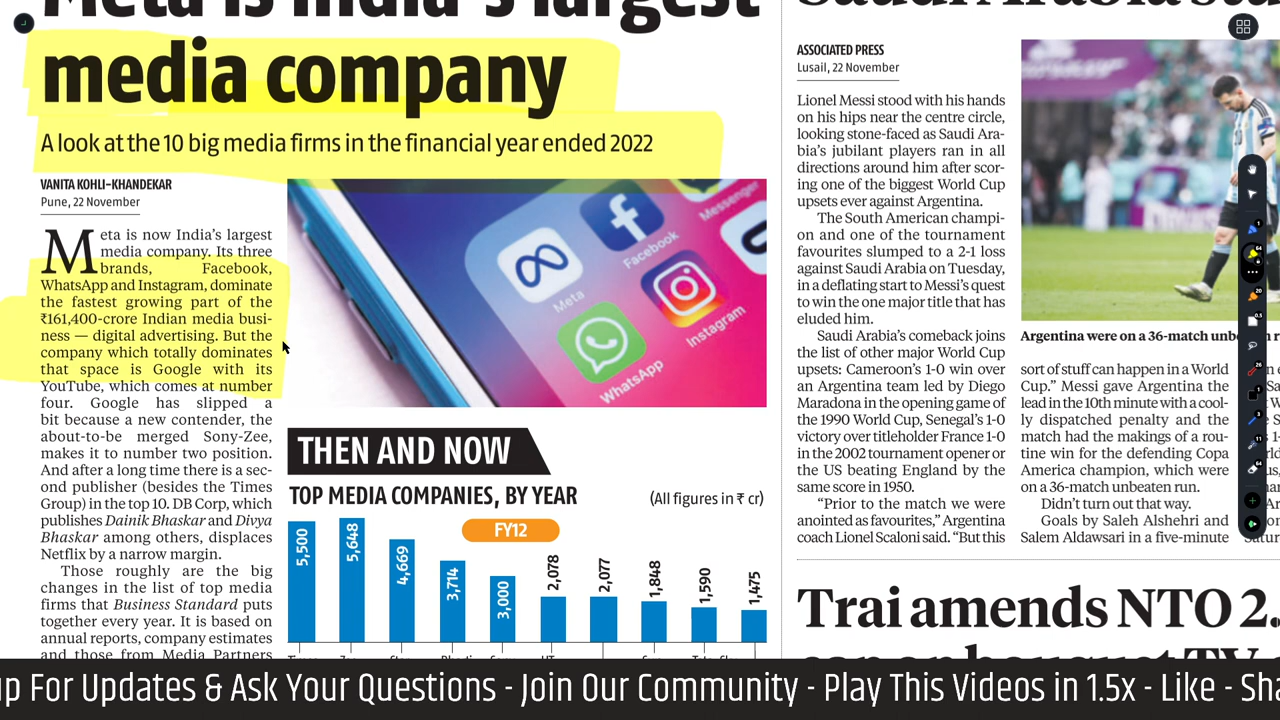 Meta is India's largest
media company
A look at the 10 big media firms in the financial year ended 2022
VANITA KOHLI-KHANDEKAR
Pune, 22 November
Meta is now India's largest
media company. Its three
brands, Facebook,
WhatsApp and Instagram, dominate
the fastest growing part of the
₹161,400-crore Indian media busi-
ness — digital advertising. But the
company which totally dominates
that space is Google with its
YouTube, which comes at number
four. Google has slipped a
bit because a new contender, the
about-to-be merged Sony-Zee,
makes it to number two position.
And after a long time there is a sec-
ond publisher (besides the Times
Group) in the top 10. DB Corp, which
publishes Dainik Bhaskar and Divya
Bhaskar among others, displaces
Netflix by a narrow margin.
Those roughly are the big
changes in the list of top media
firms that Business Standard puts
together every year. It is based on
annual reports, company estimates
and those from Media Partners
Messenger
Facebook
Meta
Instagram
WhatsApp
THEN AND NOW
TOP MEDIA COMPANIES, BY YEAR
(All figures in ₹ cr)
FY12
5,500
5,648
4,669
3,714
3,000
2,078
2,077
1,848
1,590
1,475
Saudi Arabia
ASSOCIATED PRESS
Lusail, 22 November
Lionel Messi stood with his hands
on his hips near the centre circle,
looking stone-faced as Saudi Ara-
bia's jubilant players ran in all
directions around him after scor-
ing one of the biggest World Cup
upsets ever against Argentina.
The South American champi-
on and one of the tournament
favourites slumped to a 2-1 loss
against Saudi Arabia on Tuesday,
in a deflating start to Messi's quest
to win the one major title that has
eluded him.
Saudi Arabia's comeback joins
the list of other major World Cup
upsets: Cameroon's 1-0 win over
an Argentina team led by Diego
Maradona in the opening game of
the 1990 World Cup, Senegal's 1-0
victory over titleholder France 1-0
in the 2002 tournament opener or
the US beating England by the
same score in 1950.
"Prior to the match we were
anointed as favourites," Argentina
coach Lionel Scaloni said. "But this
Argentina were on a 36-match
sort of stuff can happen in a World
Cup." Messi gave Argentina the
lead in the 10th minute with a cool-
ly dispatched penalty and the
match had the makings of a rou-
tine win for the defending Copa
America champion, which were
on a 36-match unbeaten run.
Didn't turn out that way.
Goals by Saleh Alshehri and
Salem Aldawsari in a five-minute
Trai amends NTO 2.
up For Updates & Ask Your Questions - Join Our Community - Play This Videos in 1.5x - Like - Sha